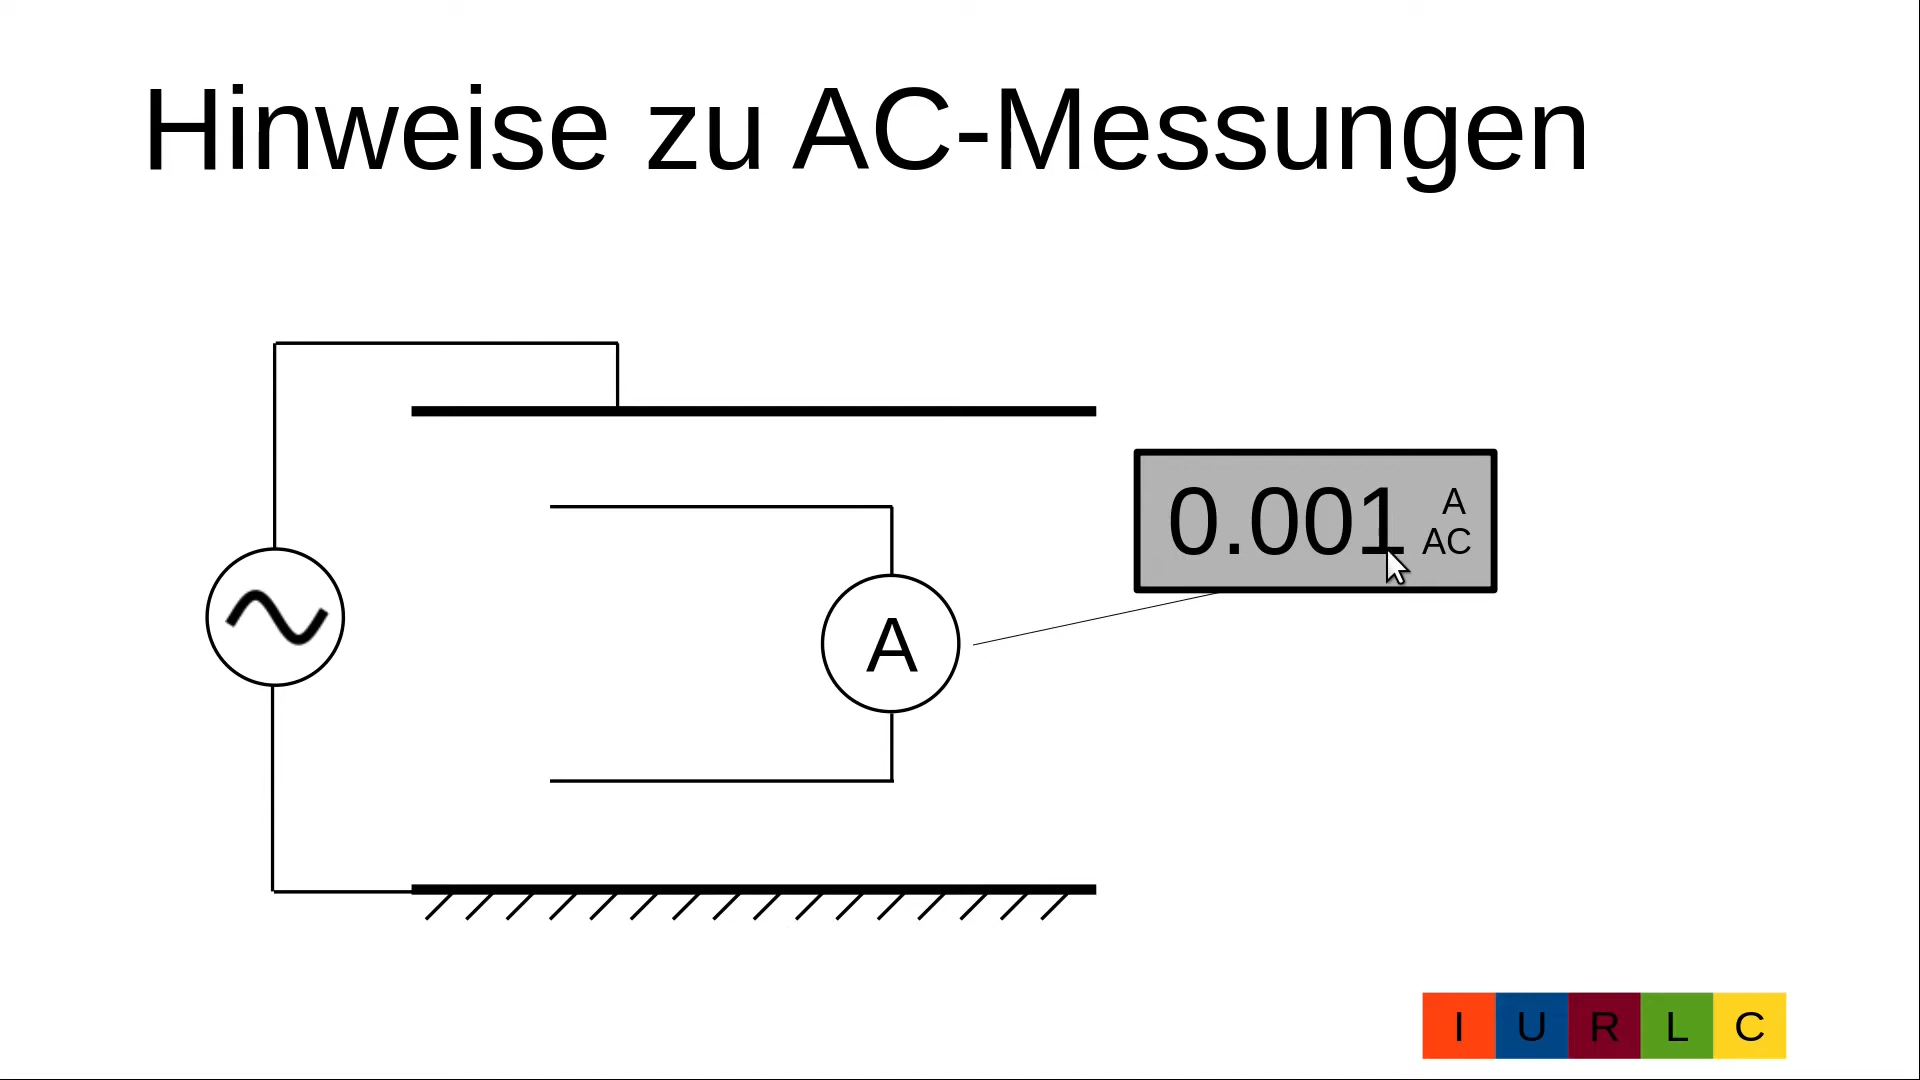 Hinweise zu AC-Messungen
0.001 A
AC
A
I U R L C